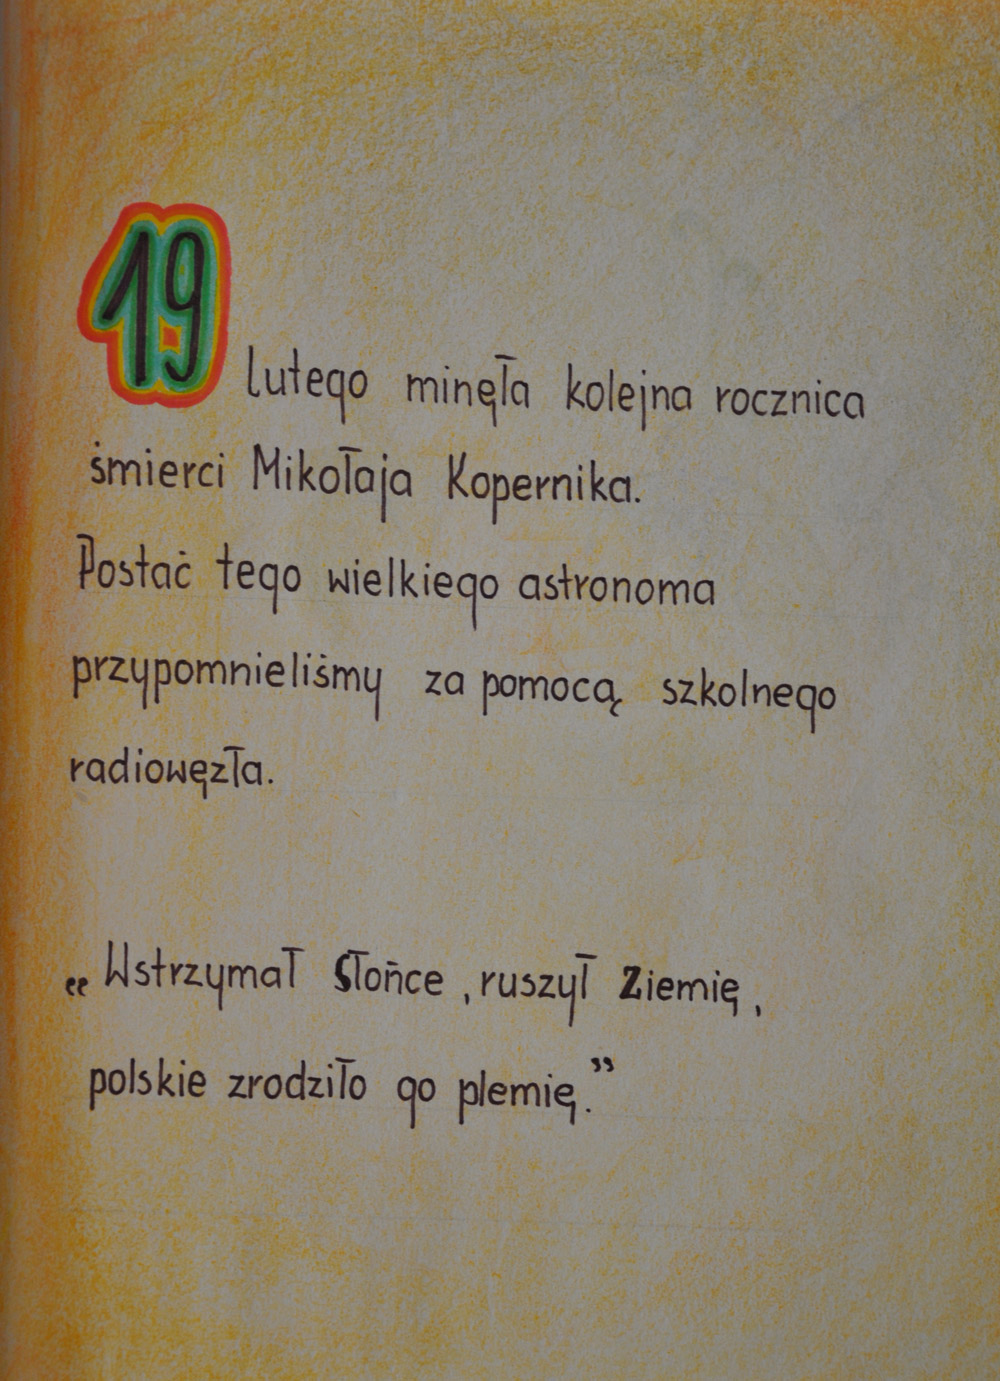 19 lutego minęła kolejna rocznica
śmierci Mikołaja Kopernika.
Postać tego wielkiego astronoma
przypomnieliśmy za pomocą szkolnego
radiowęzła.
„Wstrzymał Słońce, ruszył Ziemię,
polskie zrodziło go plemię.”